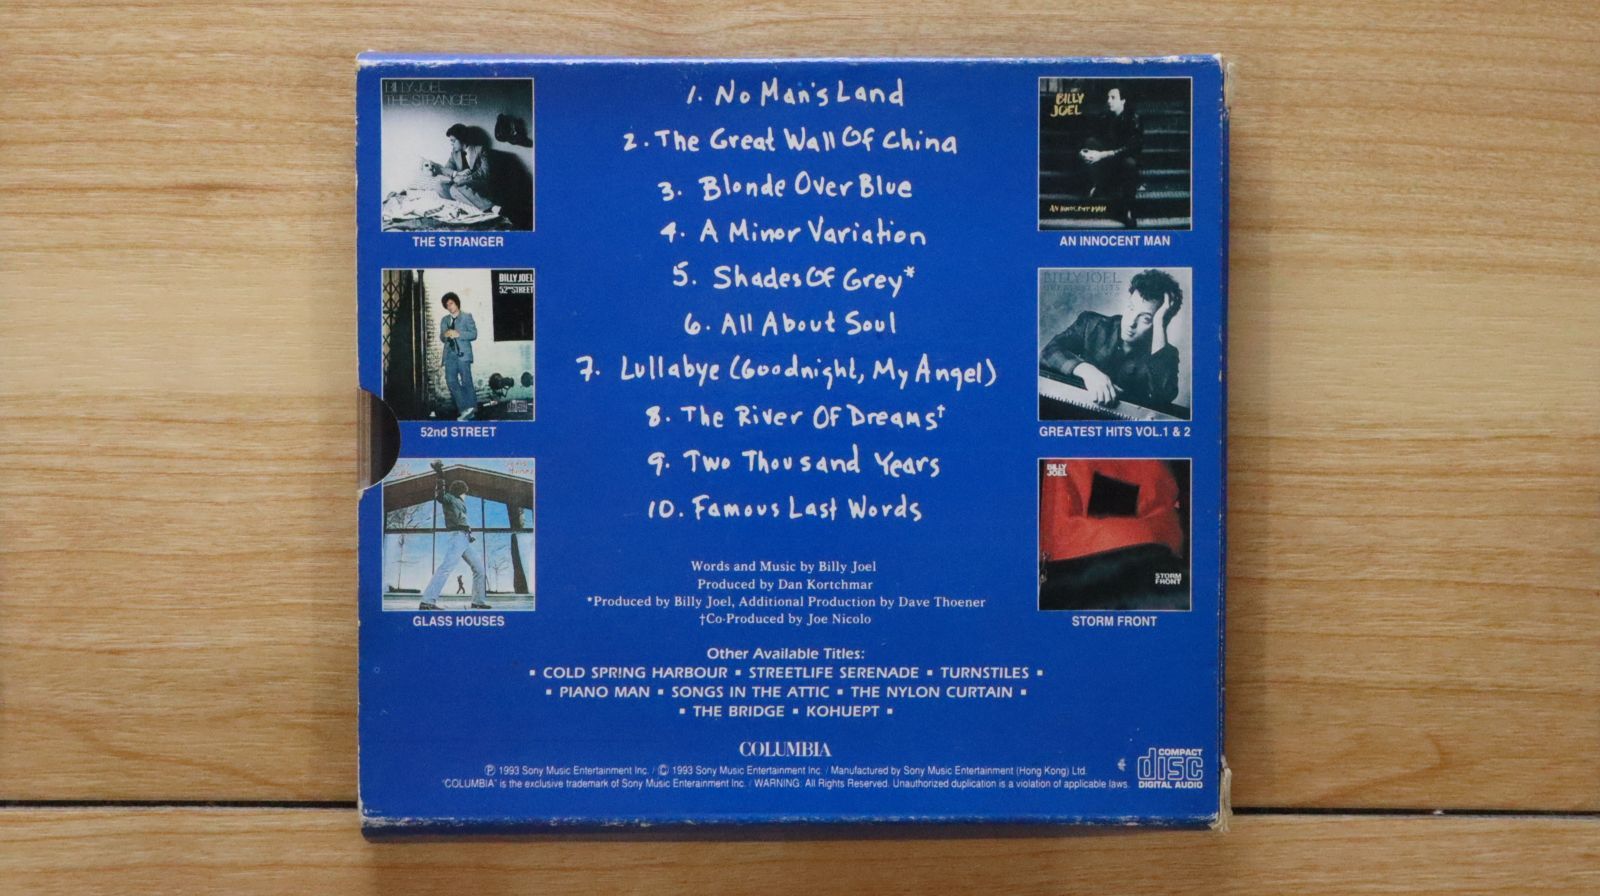 BILLY JOEL
THE STRANGER
THE STRANGER
BILLY JOEL
52ND STREET
52nd STREET
GLASS HOUSES
1. No Man's Land
2. The Great Wall Of China
3. Blonde Over Blue
4. A Minor Variation
5. Shades Of Grey*
6. All About Soul
7. Lullabye (Goodnight, My Angel)
8. The River Of Dreams†
9. Two Thousand Years
10. Famous Last Words
BILLY
JOEL
AN INNOCENT MAN
AN INNOCENT MAN
BILLY JOEL
GREATEST HITS
GREATEST HITS VOL.1 & 2
BILLY
JOEL
STORM
FRONT
STORM FRONT
Words and Music by Billy Joel
Produced by Dan Kortchmar
*Produced by Billy Joel, Additional Production by Dave Thoener
†Co-Produced by Joe Nicolo
Other Available Titles:
▪ COLD SPRING HARBOUR ▪ STREETLIFE SERENADE ▪ TURNSTILES ▪
▪ PIANO MAN ▪ SONGS IN THE ATTIC ▪ THE NYLON CURTAIN ▪
▪ THE BRIDGE ▪ KOHUEPT ▪
COLUMBIA
℗ 1993 Sony Music Entertainment Inc. / © 1993 Sony Music Entertainment Inc. / Manufactured by Sony Music Entertainment (Hong Kong) Ltd.
"COLUMBIA" is the exclusive trademark of Sony Music Enterainment Inc. / WARNING: All Rights Reserved. Unauthorized duplication is a violation of applicable laws.
COMPACT
disc
DIGITAL AUDIO